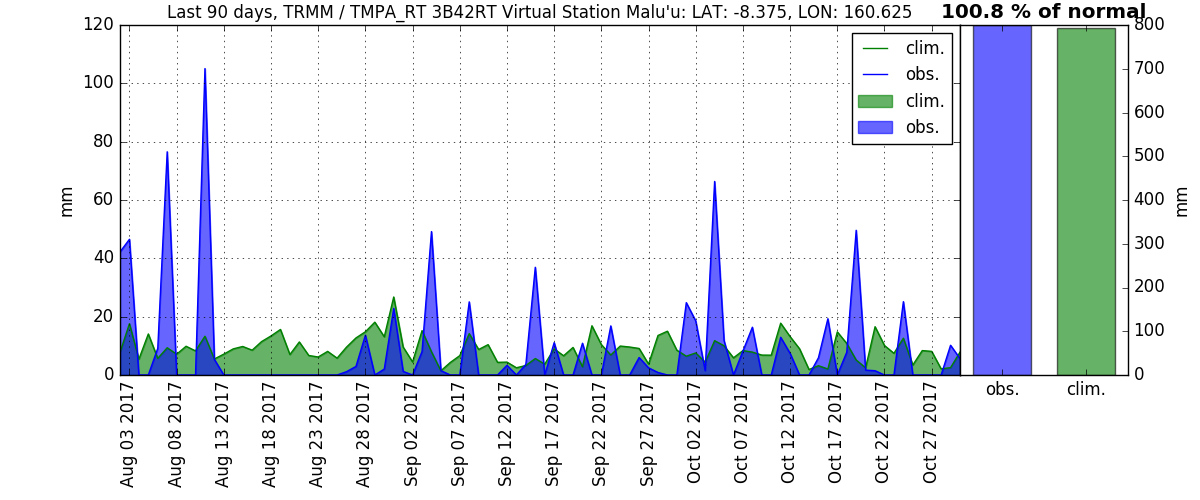 Last 90 days, TRMM / TMPA_RT 3B42RT Virtual Station Malu'u: LAT: -8.375, LON: 160.625
100.8 % of normal
120
100
80
60
40
20
0
mm
clim.
obs.
clim.
obs.
800
700
600
500
400
300
200
100
0
mm
Aug 03 2017
Aug 08 2017
Aug 13 2017
Aug 18 2017
Aug 23 2017
Aug 28 2017
Sep 02 2017
Sep 07 2017
Sep 12 2017
Sep 17 2017
Sep 22 2017
Sep 27 2017
Oct 02 2017
Oct 07 2017
Oct 12 2017
Oct 17 2017
Oct 22 2017
Oct 27 2017
obs.
clim.